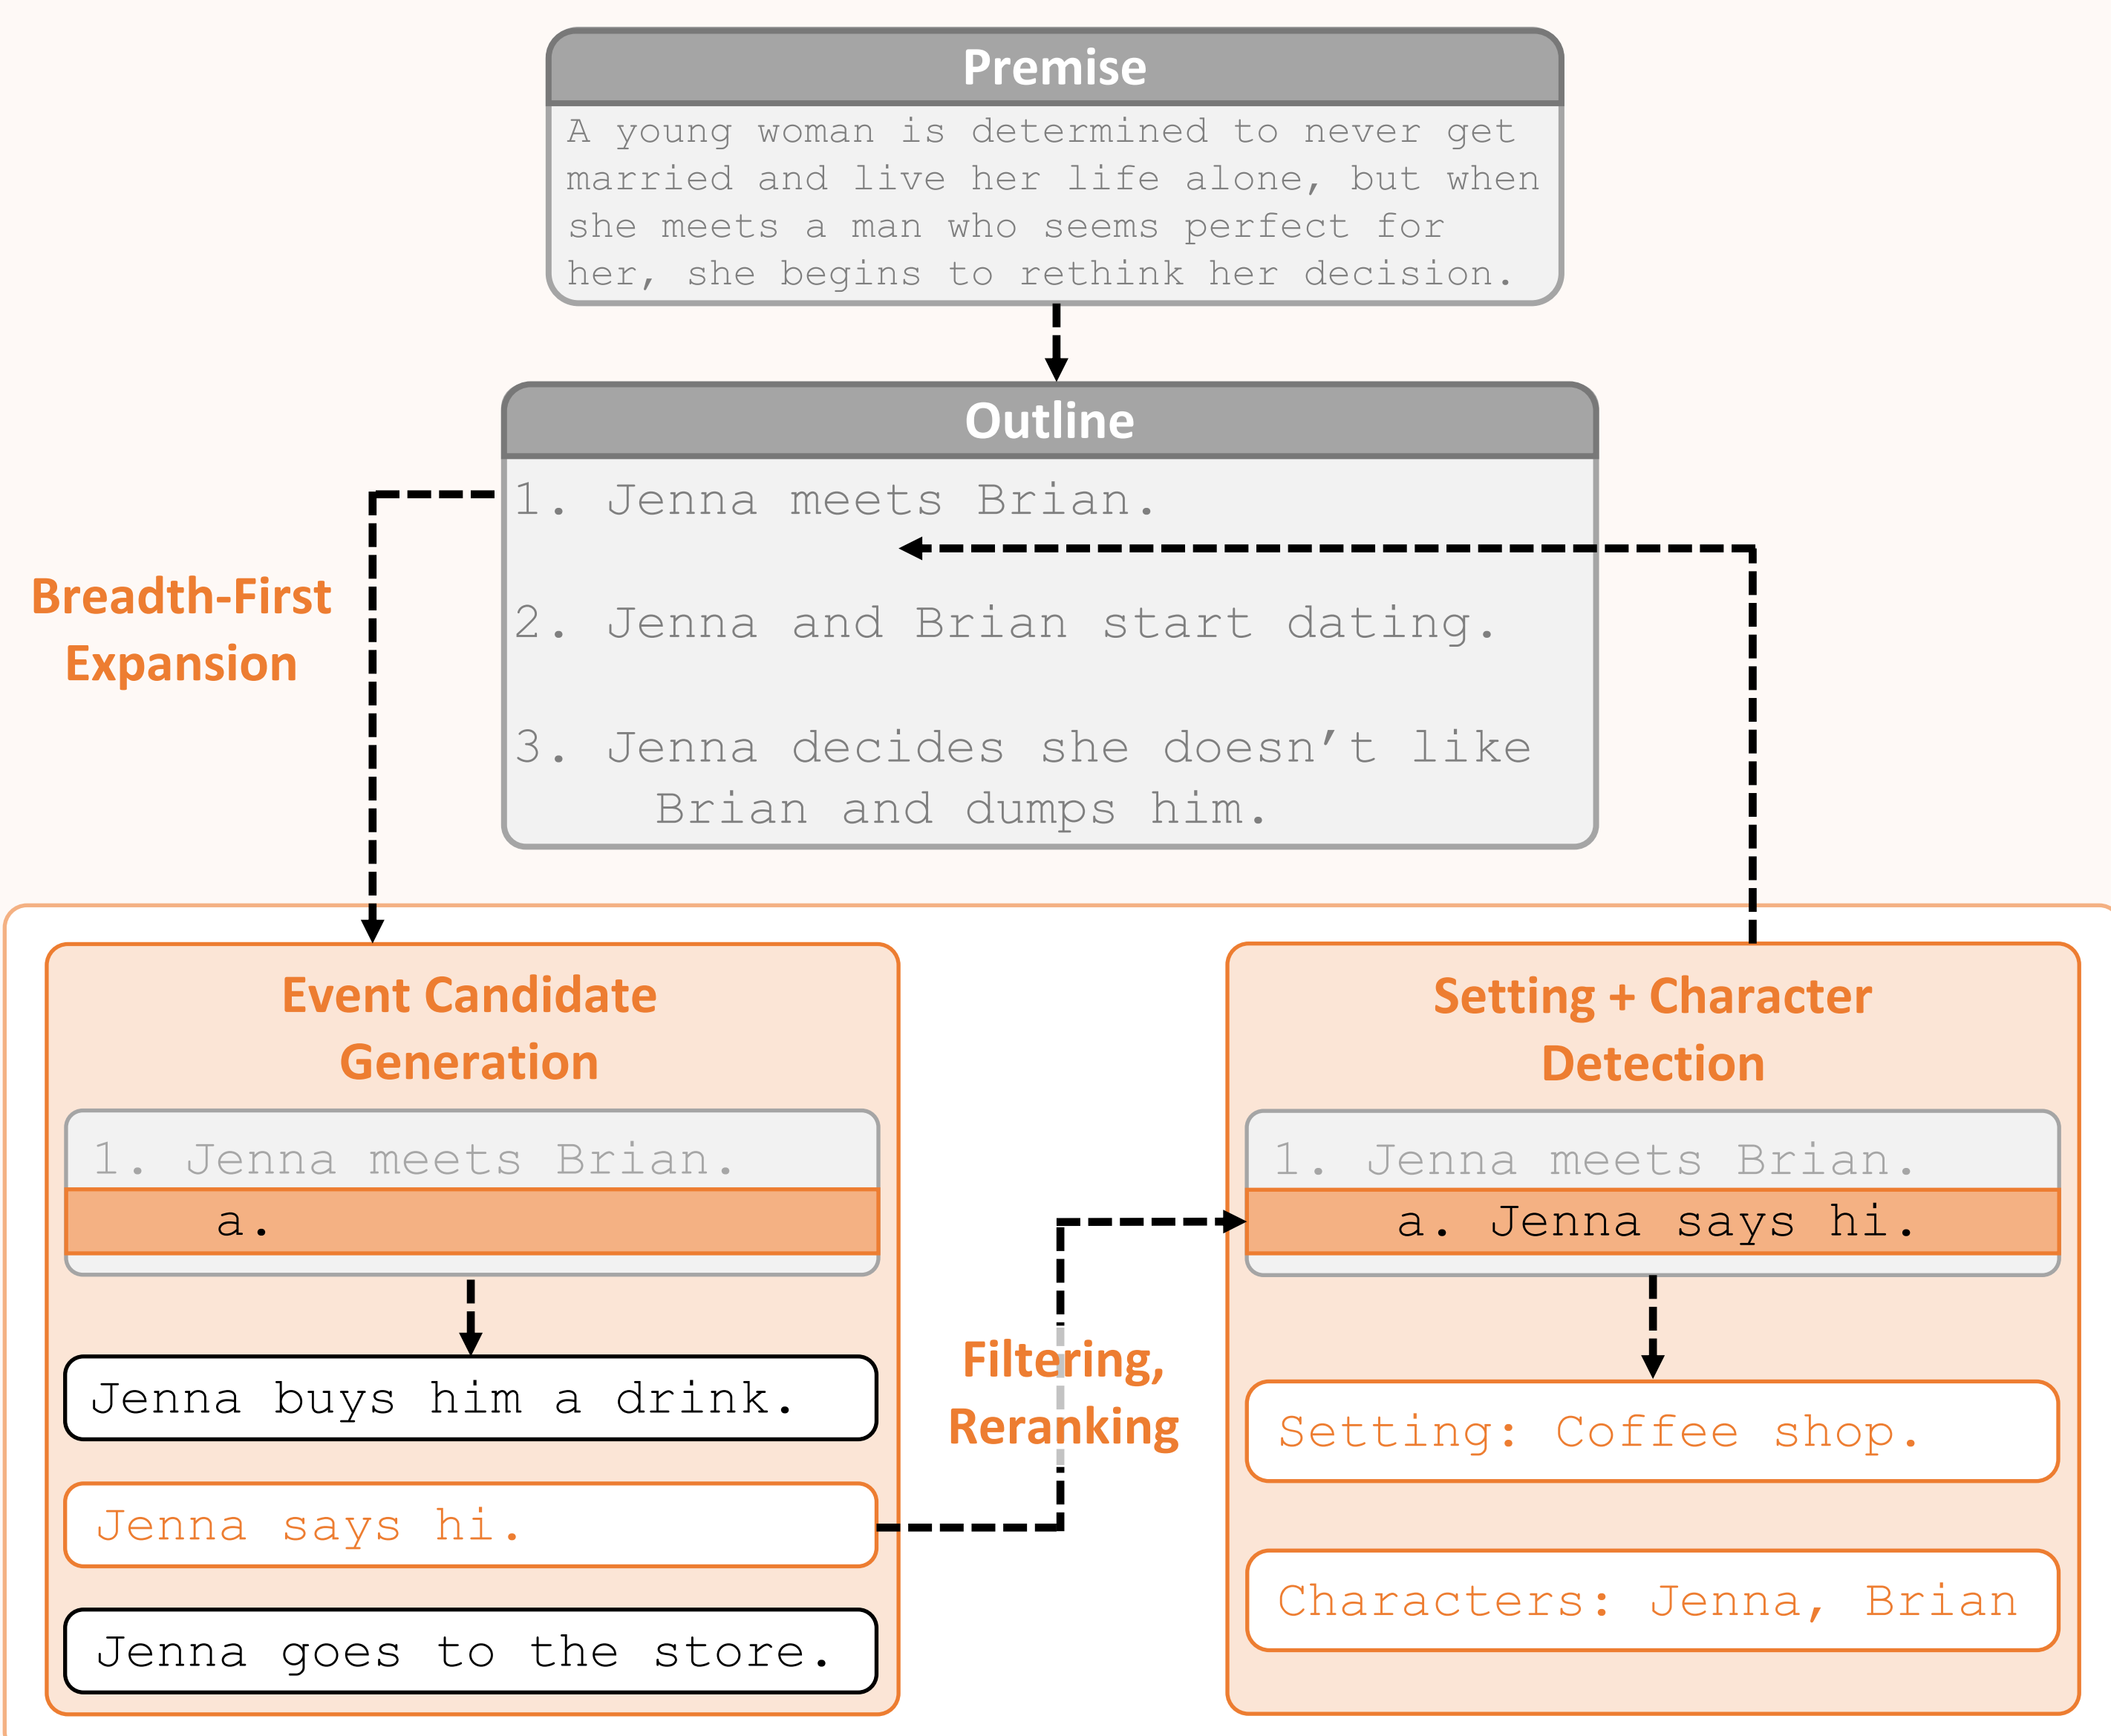 Premise
A young woman is determined to never get
married and live her life alone, but when
she meets a man who seems perfect for
her, she begins to rethink her decision.
Outline
1. Jenna meets Brian.
2. Jenna and Brian start dating.
3. Jenna decides she doesn’t like
Brian and dumps him.
Breadth-First
Expansion
Event Candidate
Generation
1. Jenna meets Brian.
a.
Jenna buys him a drink.
Jenna says hi.
Jenna goes to the store.
Filtering,
Reranking
Setting + Character
Detection
1. Jenna meets Brian.
a. Jenna says hi.
Setting: Coffee shop.
Characters: Jenna, Brian